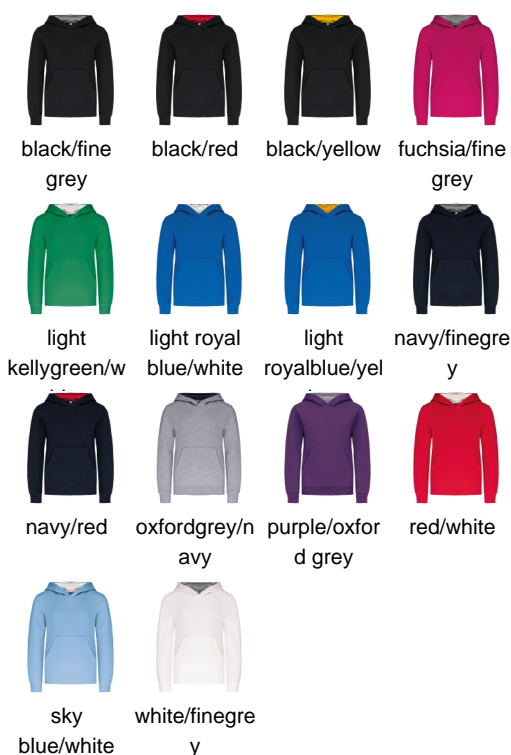 black/fine
grey
black/red
black/yellow
fuchsia/fine
grey
light
kellygreen/w
light royal
blue/white
light
royalblue/yel
navy/finegre
y
navy/red
oxfordgrey/n
avy
purple/oxfor
d grey
red/white
sky
blue/white
white/finegre
y